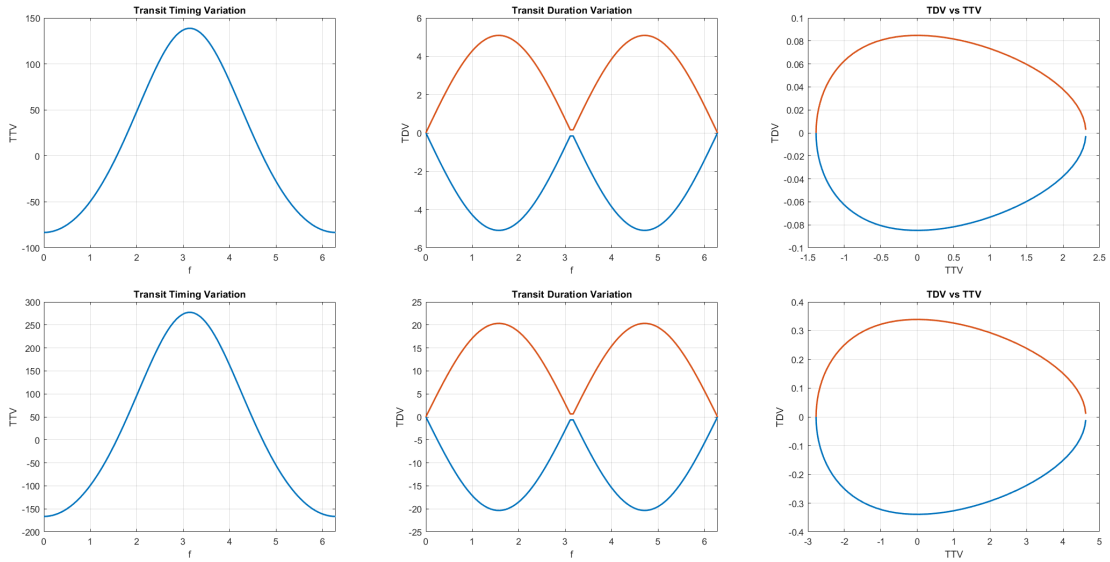 Transit Timing Variation
150
100
50
0
-50
-100
TTV
0 1 2 3 4 5 6
f
Transit Duration Variation
6
4
2
0
-2
-4
-6
TDV
0 1 2 3 4 5 6
f
TDV vs TTV
0.1
0.08
0.06
0.04
0.02
0
-0.02
-0.04
-0.06
-0.08
-0.1
TDV
-1.5 -1 -0.5 0 0.5 1 1.5 2 2.5
TTV
Transit Timing Variation
300
250
200
150
100
50
0
-50
-100
-150
-200
TTV
0 1 2 3 4 5 6
f
Transit Duration Variation
25
20
15
10
5
0
-5
-10
-15
-20
-25
TDV
0 1 2 3 4 5 6
f
TDV vs TTV
0.4
0.3
0.2
0.1
0
-0.1
-0.2
-0.3
-0.4
TDV
-3 -2 -1 0 1 2 3 4 5
TTV